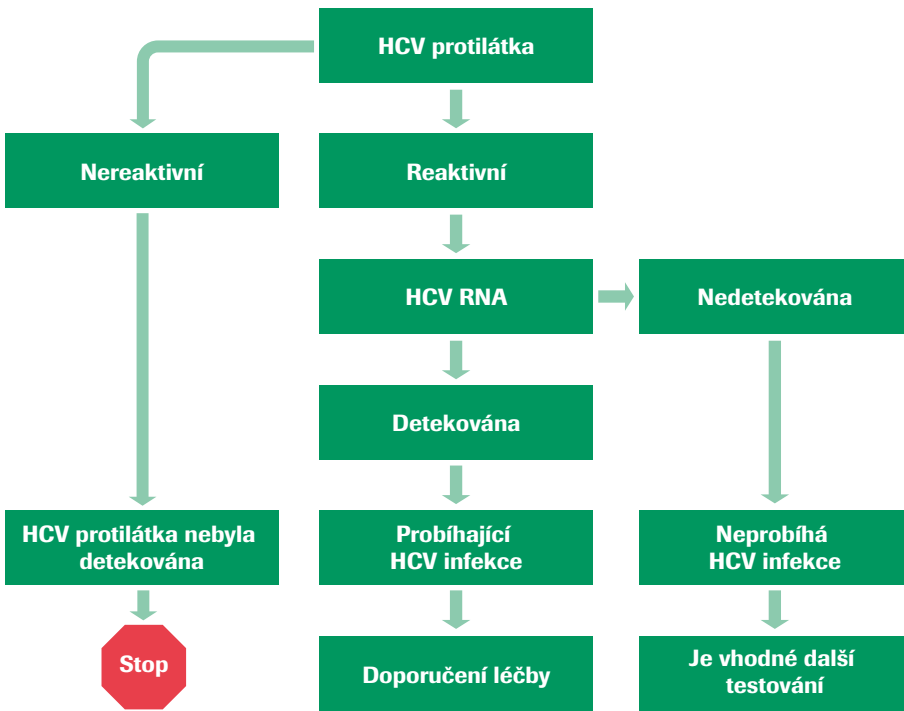 HCV protilátka
Nereaktivní
Reaktivní
HCV RNA
Nedetekována
Detekována
HCV protilátka nebyla
detekována
Probíhající
HCV infekce
Neprobíhá
HCV infekce
Stop
Doporučení léčby
Je vhodné další
testování